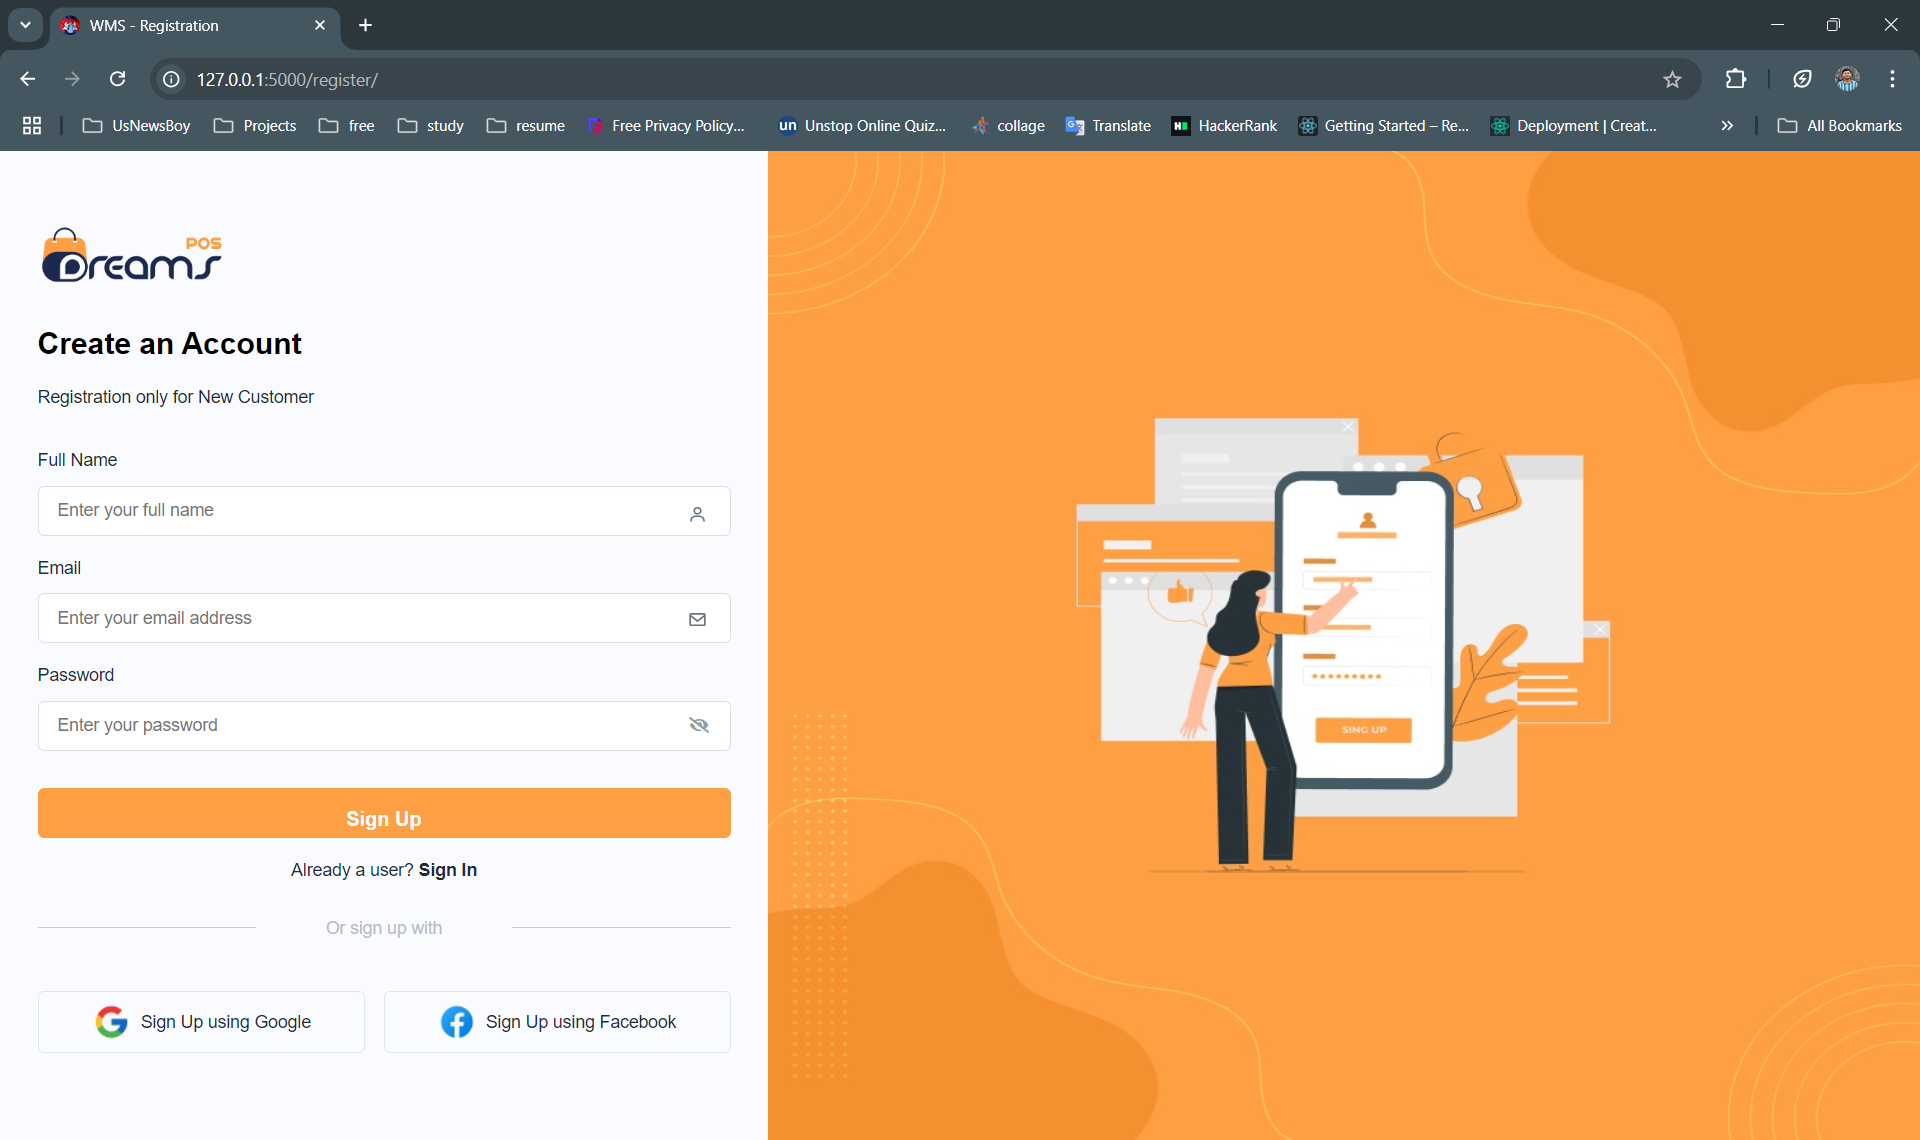 WMS - Registration
127.0.0.1:5000/register/
UsNewsBoy Projects free study resume Free Privacy Policy... un Unstop Online Quiz... collage Translate HackerRank Getting Started – Re... Deployment | Creat... All Bookmarks
POS
Dreams
Create an Account
Registration only for New Customer
Full Name
Enter your full name
Email
Enter your email address
Password
Enter your password
Sign Up
Already a user? Sign In
Or sign up with
Sign Up using Google
Sign Up using Facebook
SING UP